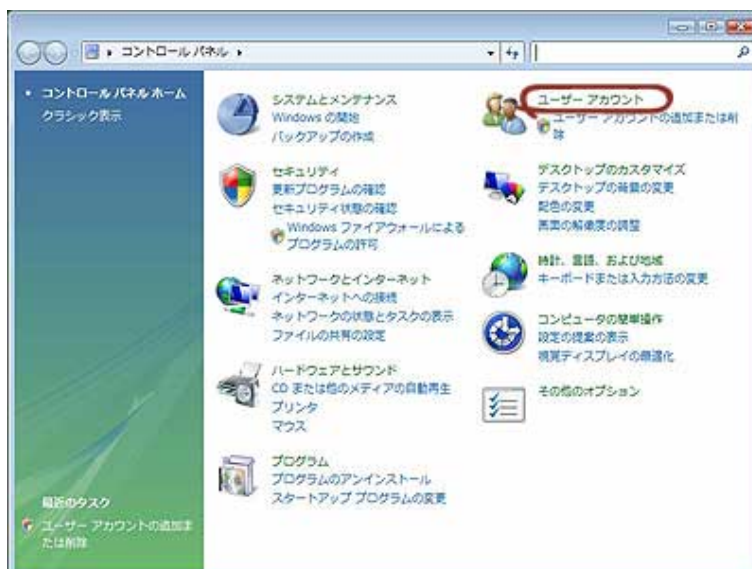 コントロール パネル
コントロール パネル ホーム
クラシック表示
システムとメンテナンス
Windows の開始
バックアップの作成
セキュリティ
更新プログラムの確認
セキュリティ状態の確認
Windows ファイアウォールによる
プログラムの許可
ネットワークとインターネット
インターネットへの接続
ネットワークの状態とタスクの表示
ファイルの共有の設定
ハードウェアとサウンド
CD または他のメディアの自動再生
プリンタ
マウス
プログラム
プログラムのアンインストール
スタートアップ プログラムの変更
ユーザー アカウント
ユーザー アカウントの追加または削
除
デスクトップのカスタマイズ
デスクトップの背景の変更
配色の変更
画面の解像度の調整
時計、言語、および地域
キーボードまたは入力方法の変更
コンピュータの簡単操作
設定の提案の表示
視覚ディスプレイの最適化
その他のオプション
最近のタスク
ユーザー アカウントの追加ま
たは削除